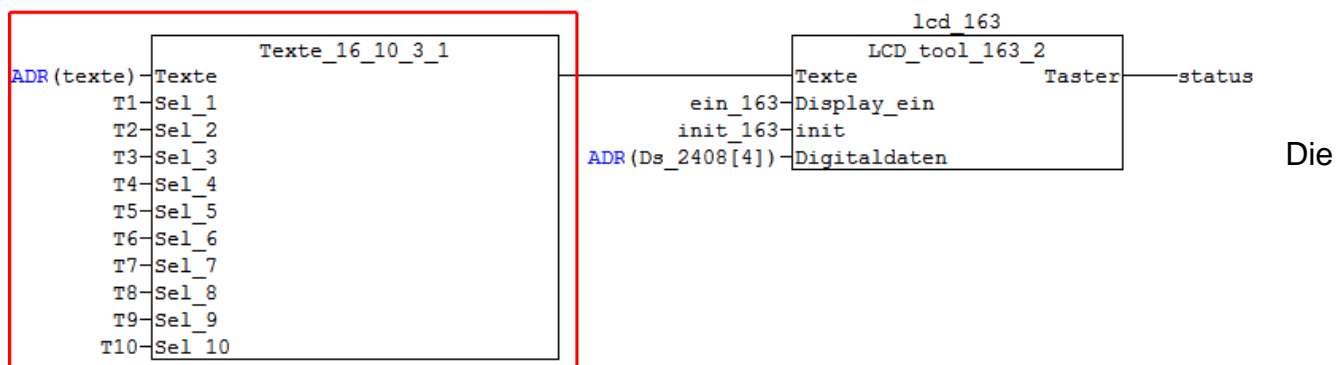 lcd_163
Texte_16_10_3_1 LCD_tool_163_2
ADR(texte) Texte Texte Taster status
T1 Sel_1 ein_163 Display_ein
T2 Sel_2 init_163 init
T3 Sel_3 ADR(Ds_2408[4]) Digitaldaten Die
T4 Sel_4
T5 Sel_5
T6 Sel_6
T7 Sel_7
T8 Sel_8
T9 Sel_9
T10 Sel_10